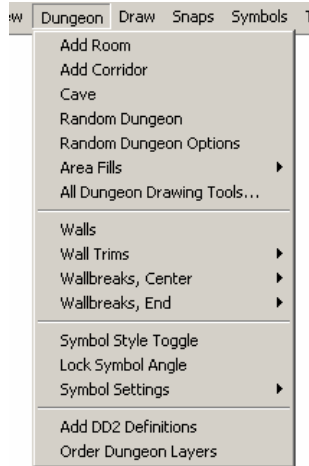 ew Dungeon Draw Snaps Symbols T
Add Room
Add Corridor
Cave
Random Dungeon
Random Dungeon Options
Area Fills
All Dungeon Drawing Tools...
Walls
Wall Trims
Wallbreaks, Center
Wallbreaks, End
Symbol Style Toggle
Lock Symbol Angle
Symbol Settings
Add DD2 Definitions
Order Dungeon Layers